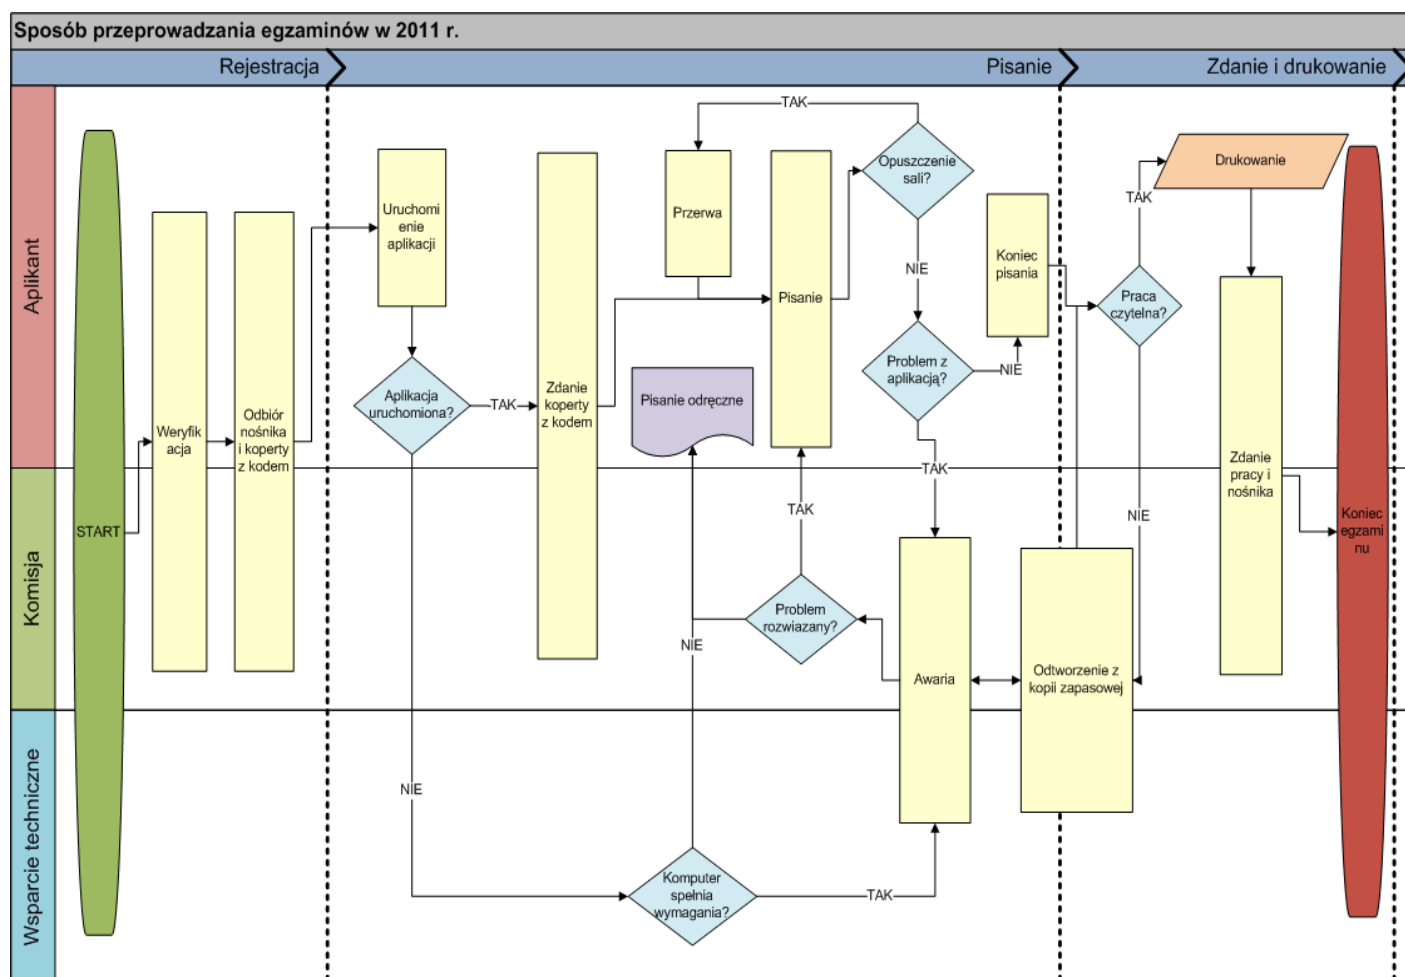 Sposób przeprowadzania egzaminów w 2011 r.
Rejestracja
Pisanie
Zdanie i drukowanie
Aplikant
Komisja
Wsparcie techniczne
START
Weryfik
acja
Odbiór
nośnika
i koperty
z kodem
Uruchomi
enie
aplikacji
Aplikacja
uruchomiona?
TAK
NIE
Zdanie
koperty
z kodem
Przerwa
TAK
Pisanie
Opuszczenie
sali?
NIE
Problem z
aplikacją?
NIE
TAK
Koniec
pisania
Pisanie odręczne
TAK
NIE
Problem
rozwiazany?
Awaria
Komputer
spełnia
wymagania?
TAK
Odtworzenie z
kopii zapasowej
Praca
czytelna?
TAK
NIE
Drukowanie
Zdanie
pracy i
nośnika
Koniec
egzami
nu